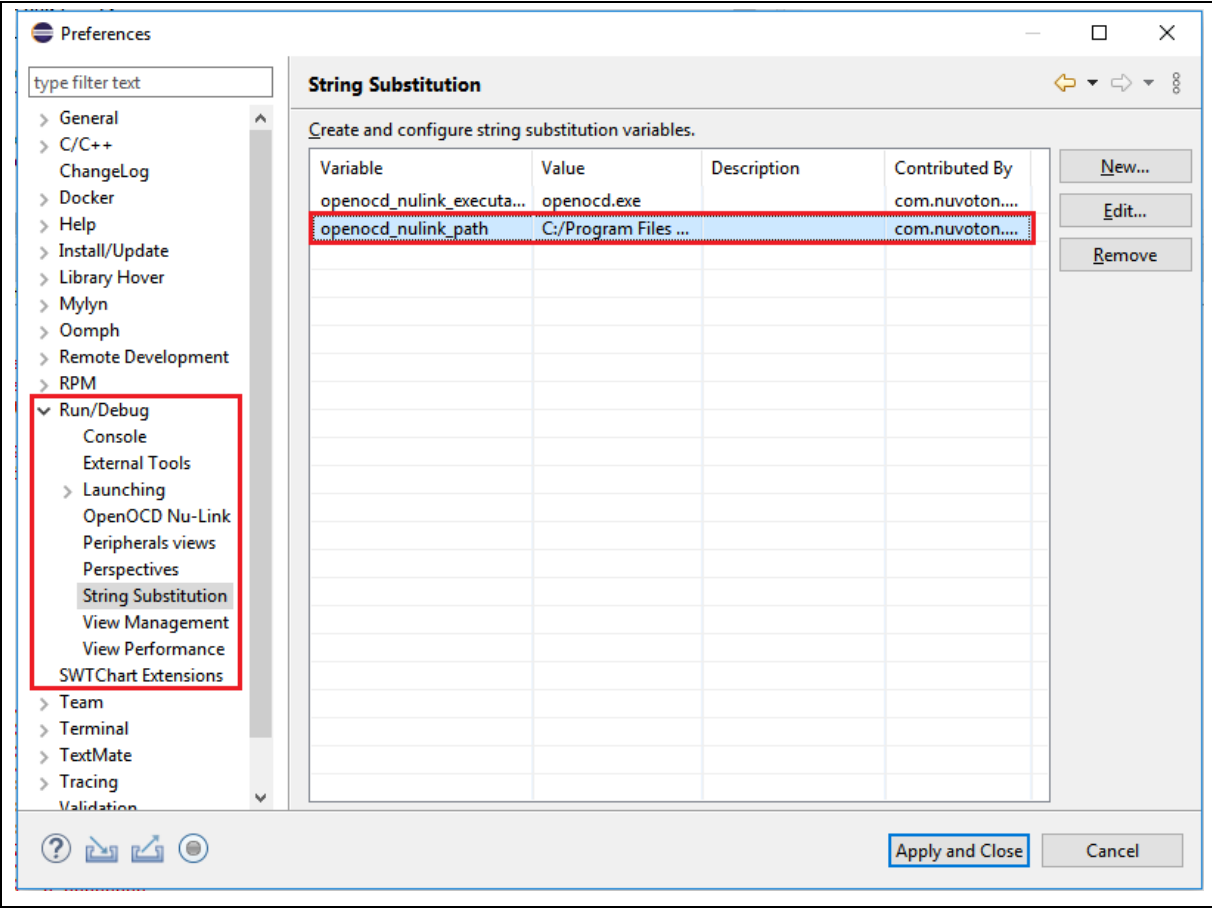 Preferences
type filter text
General
C/C++
ChangeLog
Docker
Help
Install/Update
Library Hover
Mylyn
Oomph
Remote Development
RPM
Run/Debug
Console
External Tools
Launching
OpenOCD Nu-Link
Peripherals views
Perspectives
String Substitution
View Management
View Performance
SWTChart Extensions
Team
Terminal
TextMate
Tracing
Validation
String Substitution
Create and configure string substitution variables.
Variable Value Description Contributed By
openocd_nulink_executa... openocd.exe com.nuvoton....
openocd_nulink_path C:/Program Files ... com.nuvoton....
New...
Edit...
Remove
Apply and Close Cancel